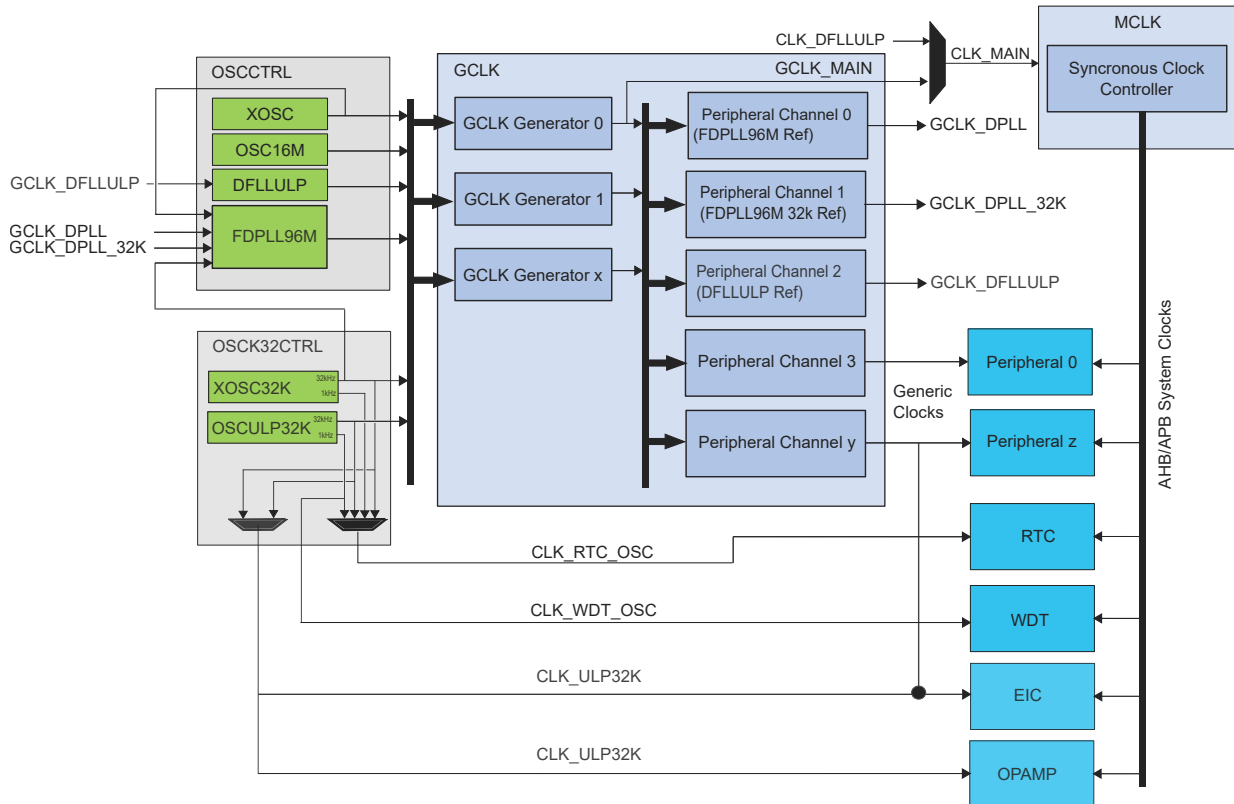 MCLK
Syncronous Clock
Controller
CLK_DFLLULP
CLK_MAIN
GCLK_MAIN
OSCCTRL
XOSC
OSC16M
DFLLULP
FDPLL96M
GCLK_DFLLULP
GCLK_DPLL
GCLK_DPLL_32K
GCLK
GCLK Generator 0
GCLK Generator 1
GCLK Generator x
Peripheral Channel 0
(FDPLL96M Ref)
Peripheral Channel 1
(FDPLL96M 32k Ref)
Peripheral Channel 2
(DFLLULP Ref)
Peripheral Channel 3
Peripheral Channel y
GCLK_DPLL
GCLK_DPLL_32K
GCLK_DFLLULP
Generic
Clocks
OSCK32CTRL
XOSC32K
32kHz
1kHz
OSCULP32K
32kHz
1kHz
Peripheral 0
Peripheral z
RTC
WDT
EIC
OPAMP
AHB/APB System Clocks
CLK_RTC_OSC
CLK_WDT_OSC
CLK_ULP32K
CLK_ULP32K